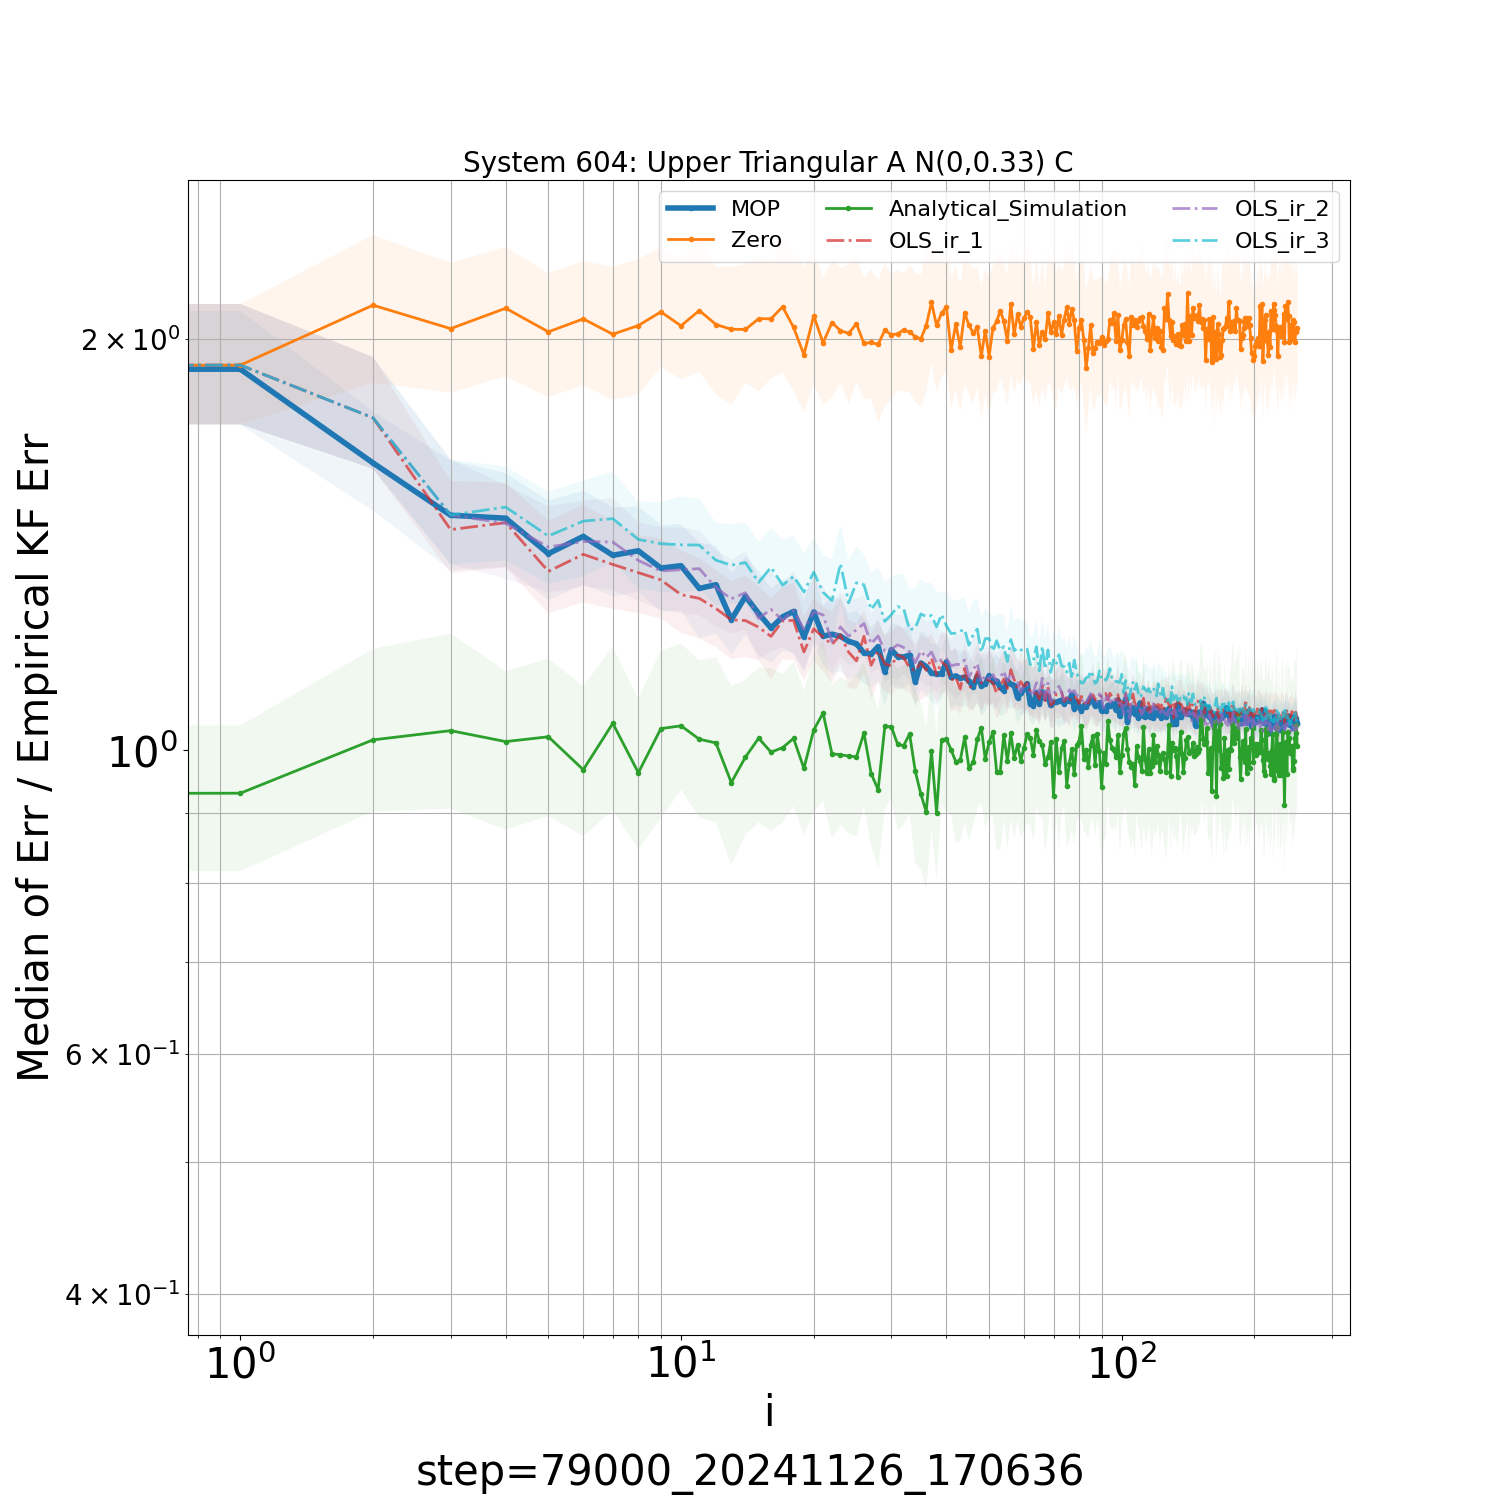 System 604: Upper Triangular A N(0,0.33) C
MOP
Zero
Analytical_Simulation
OLS_ir_1
OLS_ir_2
OLS_ir_3
Median of Err / Empirical KF Err
2 × 10⁰
10⁰
6 × 10⁻¹
4 × 10⁻¹
10⁰ 10¹ 10²
i
step=79000_20241126_170636